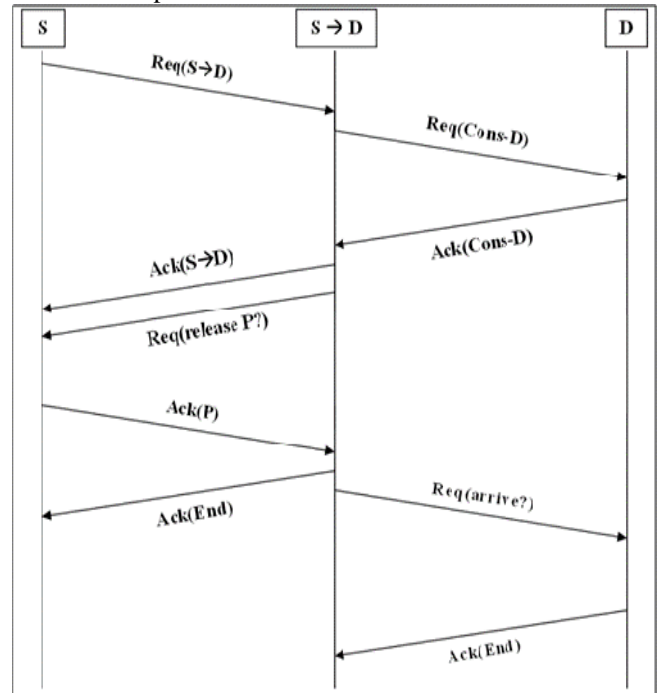 S
S → D
D
Req(S→D)
Req(Cons-D)
Ack(Cons-D)
Ack(S→D)
Req(release P?)
Ack(P)
Req(arrive?)
Ack(End)
Ack(End)